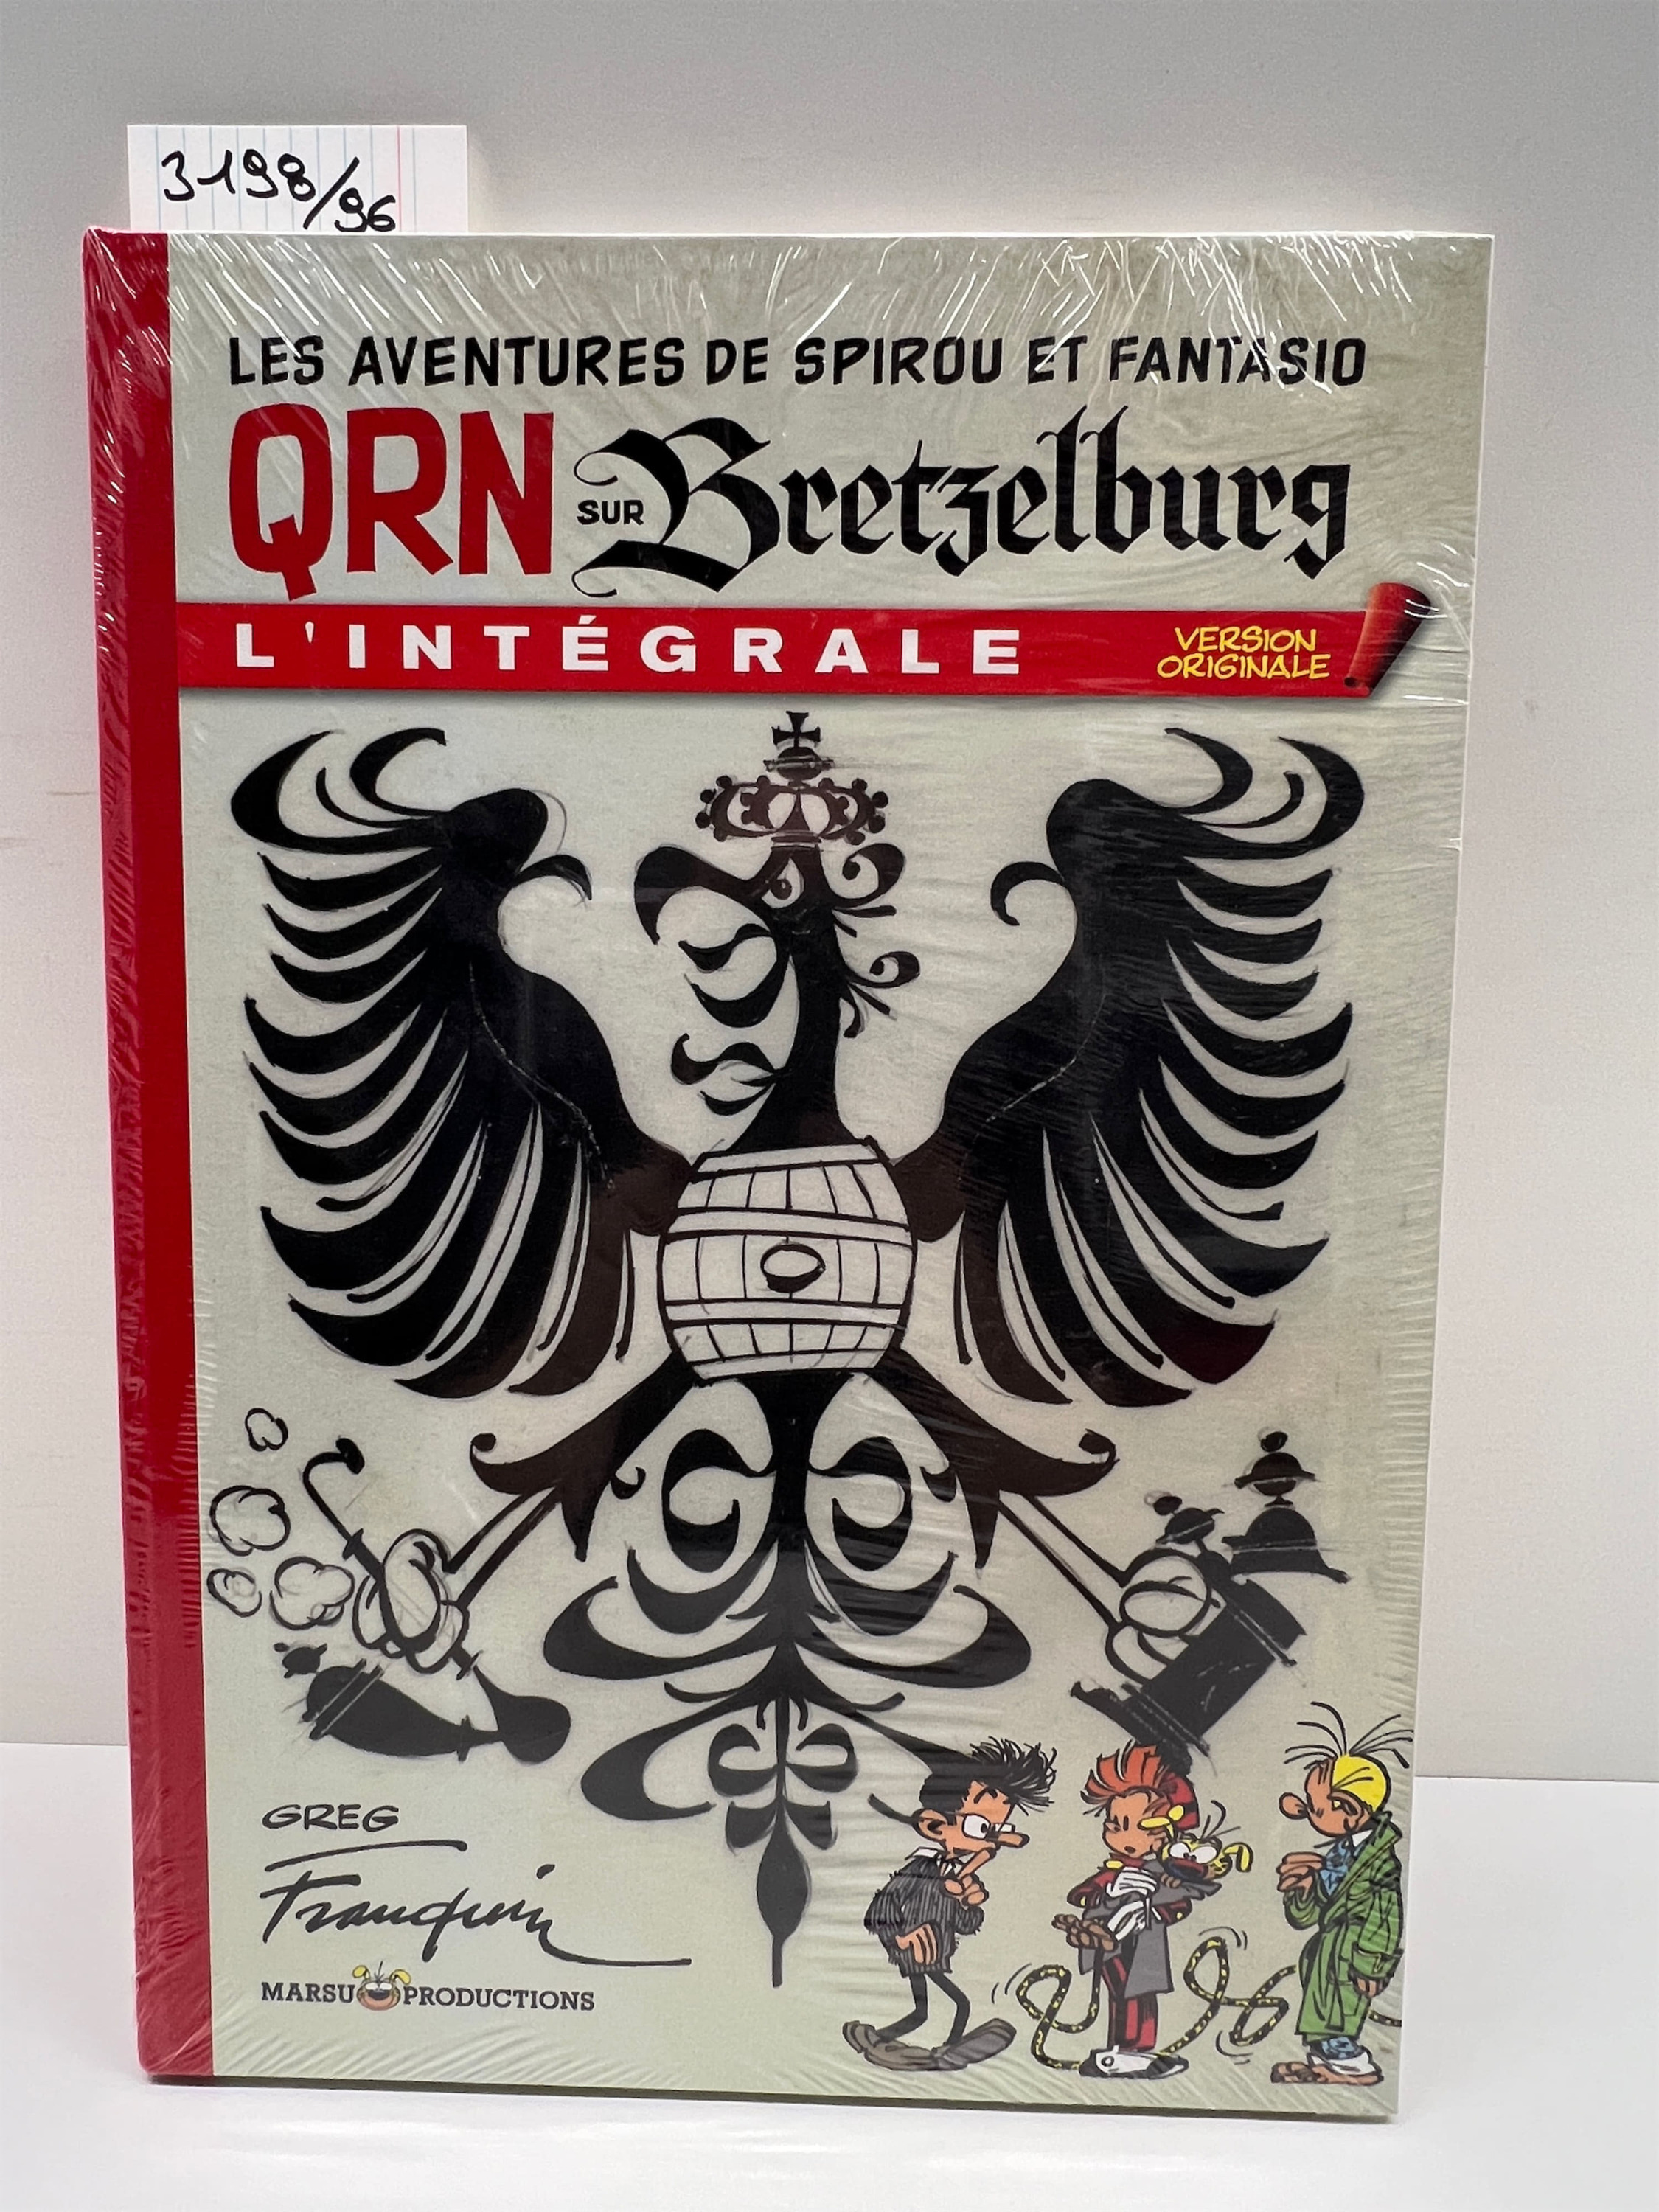 3198/96
LES AVENTURES DE SPIROU ET FANTASIO
QRN SUR Bretzelburg
L'INTÉGRALE
VERSION
ORIGINALE
GREG
Franquin
MARSU PRODUCTIONS